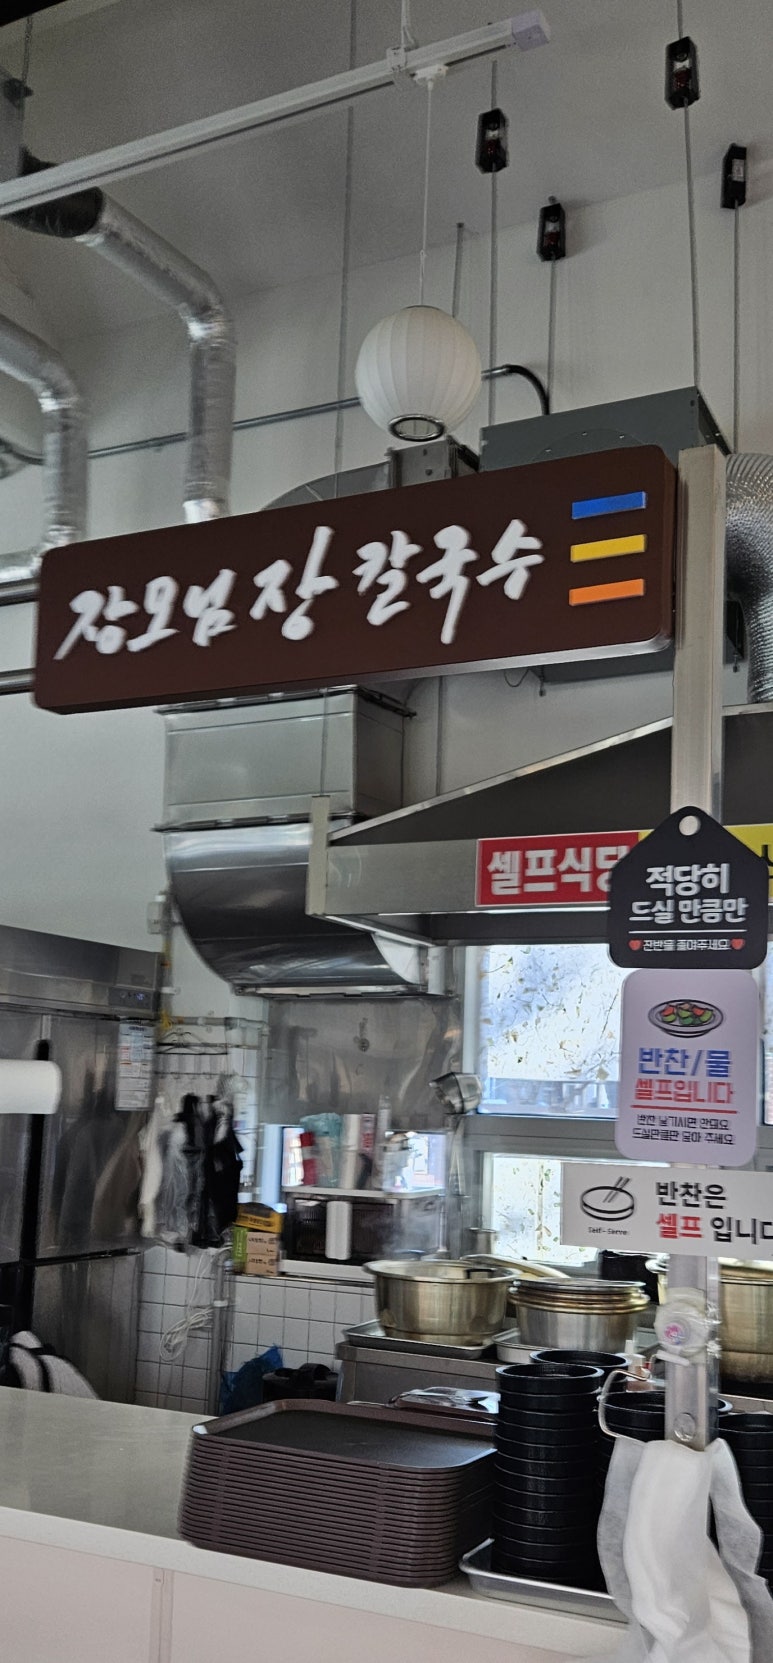 장모님 장 칼국수
셀프식당
적당히
드실 만큼만
잔반을 줄여주세요
반찬/물
셀프입니다
반찬 남기시면 안돼요
드실만큼만 담아 주세요
Self-Serve
반찬은
셀프 입니다